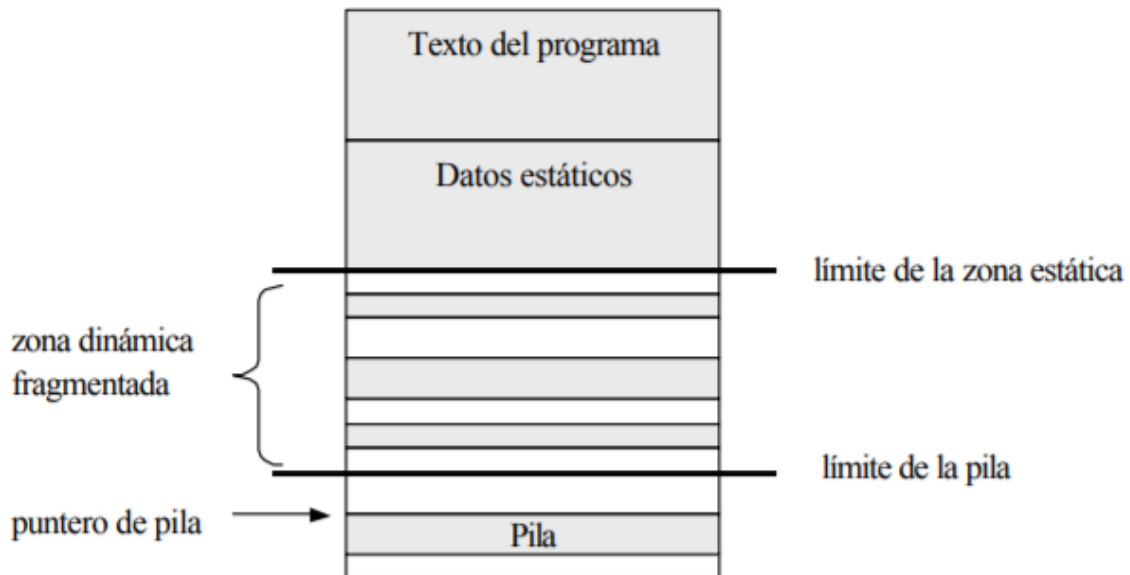 Texto del programa
Datos estáticos
límite de la zona estática
zona dinámica
fragmentada
límite de la pila
puntero de pila
Pila